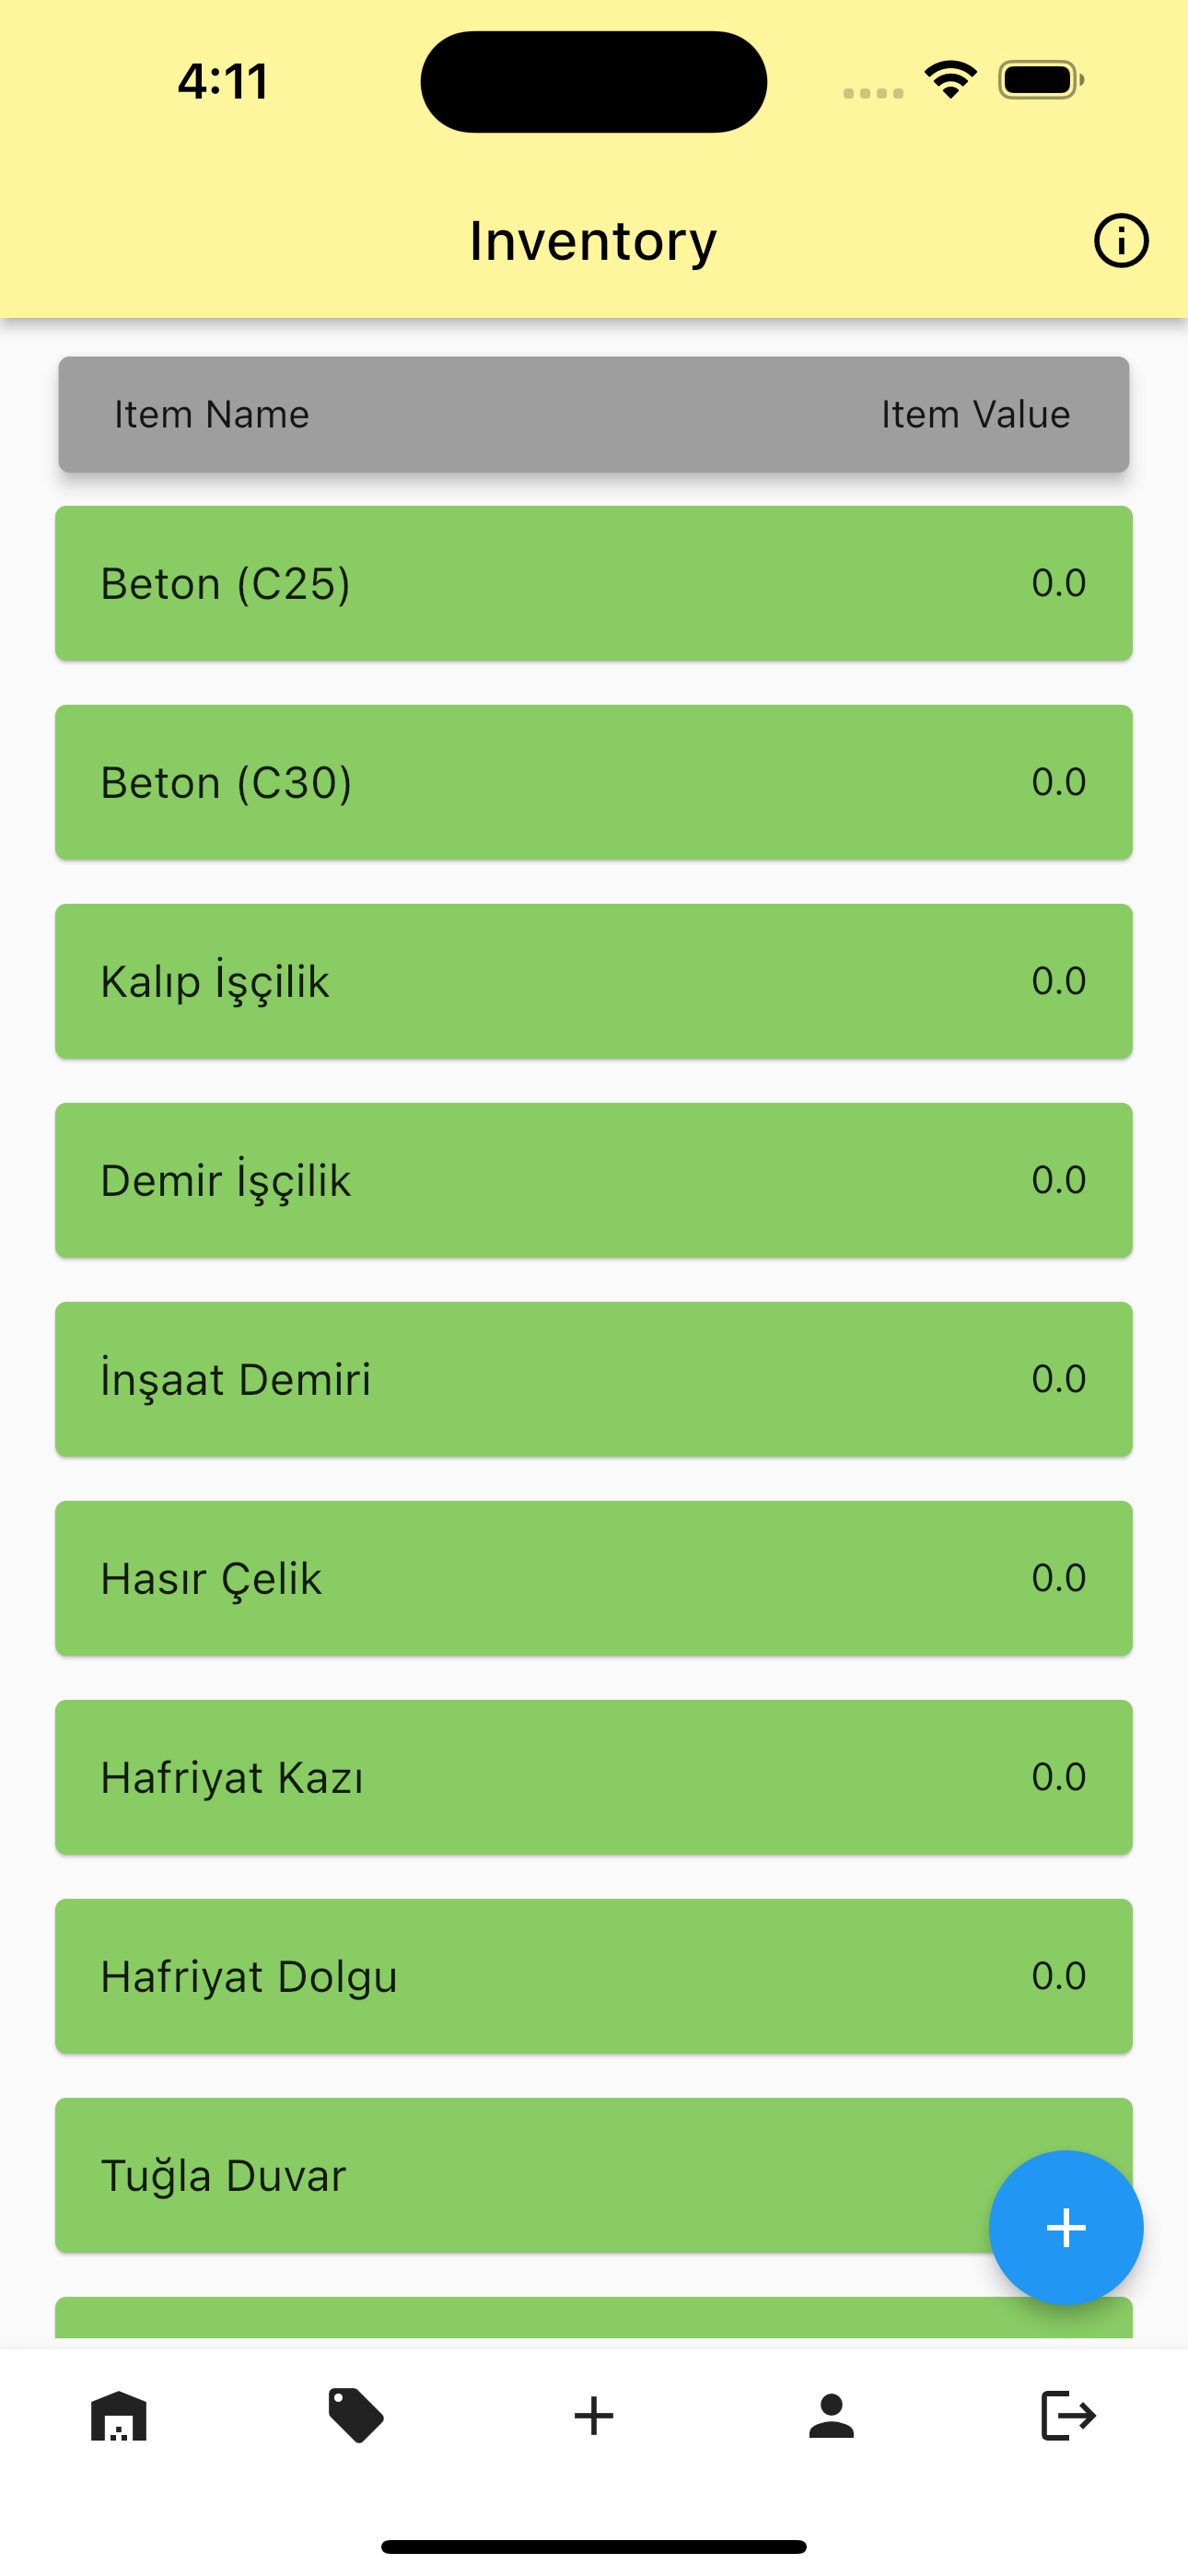 4:11
Inventory
Item Name Item Value
Beton (C25) 0.0
Beton (C30) 0.0
Kalıp İşçilik 0.0
Demir İşçilik 0.0
İnşaat Demiri 0.0
Hasır Çelik 0.0
Hafriyat Kazı 0.0
Hafriyat Dolgu 0.0
Tuğla Duvar